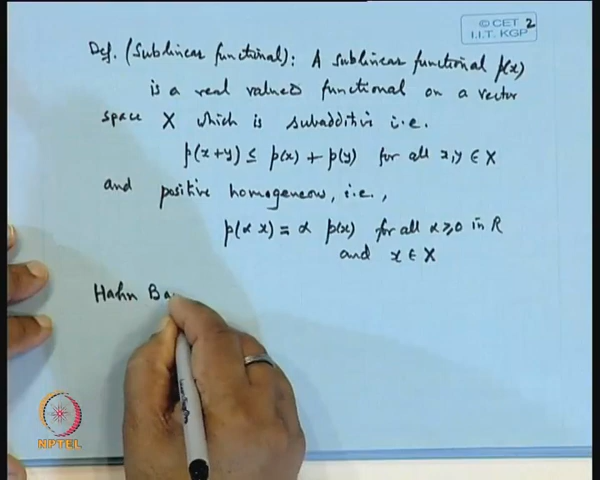 © CET 2
I.I.T. KGP
Def. (Sublinear functional): A sublinear functional p(x)
is a real valued functional on a vector
space X which is subadditive i.e.
p(x+y) ≤ p(x) + p(y) for all x, y ∈ X
and positive homogeneous, i.e.,
p(α x) = α p(x) for all α ≥ 0 in R
and x ∈ X
Hahn Ba
NPTEL